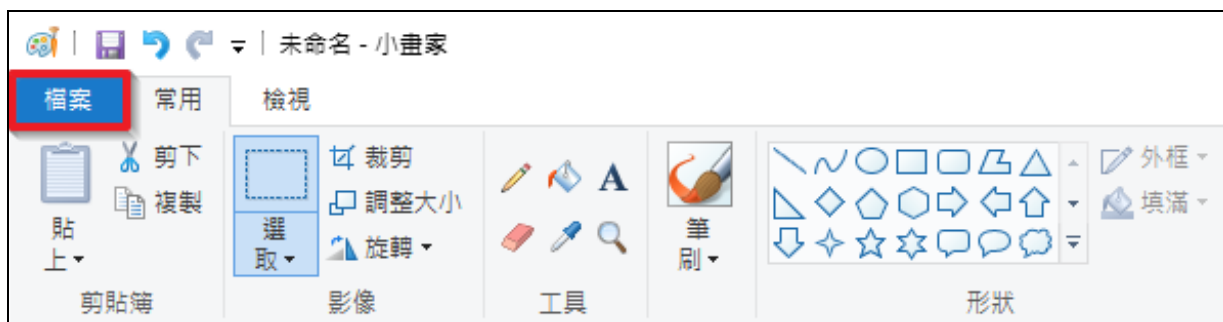 未命名 - 小畫家
檔案 常用 檢視
貼上
剪下
複製
剪貼簿
選取
裁剪
調整大小
旋轉
影像
A
工具
筆刷
外框
填滿
形狀